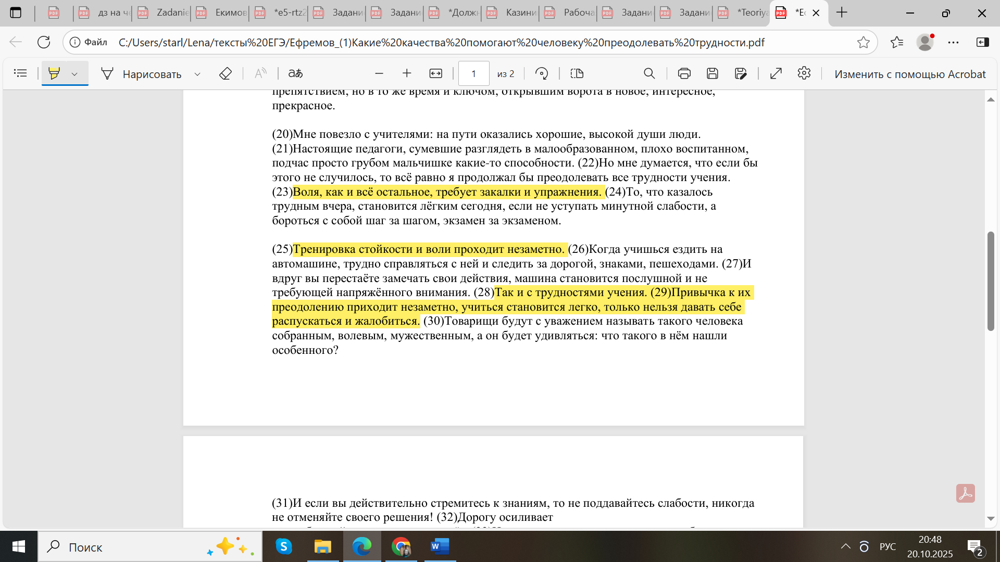 дз на че
Zadanie
Екимов
*e5-rtz2
Задани
Задани
*Должн
Казини
Рабоча
Задани
Задани
*Teoriya
*Ес
Файл
C:/Users/starl/Lena/тексты%20ЕГЭ/Ефремов_(1)Какие%20качества%20помогают%20человеку%20преодолевать%20трудности.pdf
Нарисовать
аあ
1
из 2
Изменить с помощью Acrobat
препятствием, но в то же время и ключом, открывшим ворота в новое, интересное,
прекрасное.
(20)Мне повезло с учителями: на пути оказались хорошие, высокой души люди.
(21)Настоящие педагоги, сумевшие разглядеть в малообразованном, плохо воспитанном,
подчас просто грубом мальчишке какие-то способности. (22)Но мне думается, что если бы
этого не случилось, то всё равно я продолжал бы преодолевать все трудности учения.
(23)Воля, как и всё остальное, требует закалки и упражнения. (24)То, что казалось
трудным вчера, становится лёгким сегодня, если не уступать минутной слабости, а
бороться с собой шаг за шагом, экзамен за экзаменом.
(25)Тренировка стойкости и воли проходит незаметно. (26)Когда учишься ездить на
автомашине, трудно справляться с ней и следить за дорогой, знаками, пешеходами. (27)И
вдруг вы перестаёте замечать свои действия, машина становится послушной и не
требующей напряжённого внимания. (28)Так и с трудностями учения. (29)Привычка к их
преодолению приходит незаметно, учиться становится легко, только нельзя давать себе
распускаться и жалобиться. (30)Товарищи будут с уважением называть такого человека
собранным, волевым, мужественным, а он будет удивляться: что такого в нём нашли
особенного?
(31)И если вы действительно стремитесь к знаниям, то не поддавайтесь слабости, никогда
не отменяйте своего решения! (32)Дорогу осиливает
Поиск
РУС
20:48
20.10.2025
2